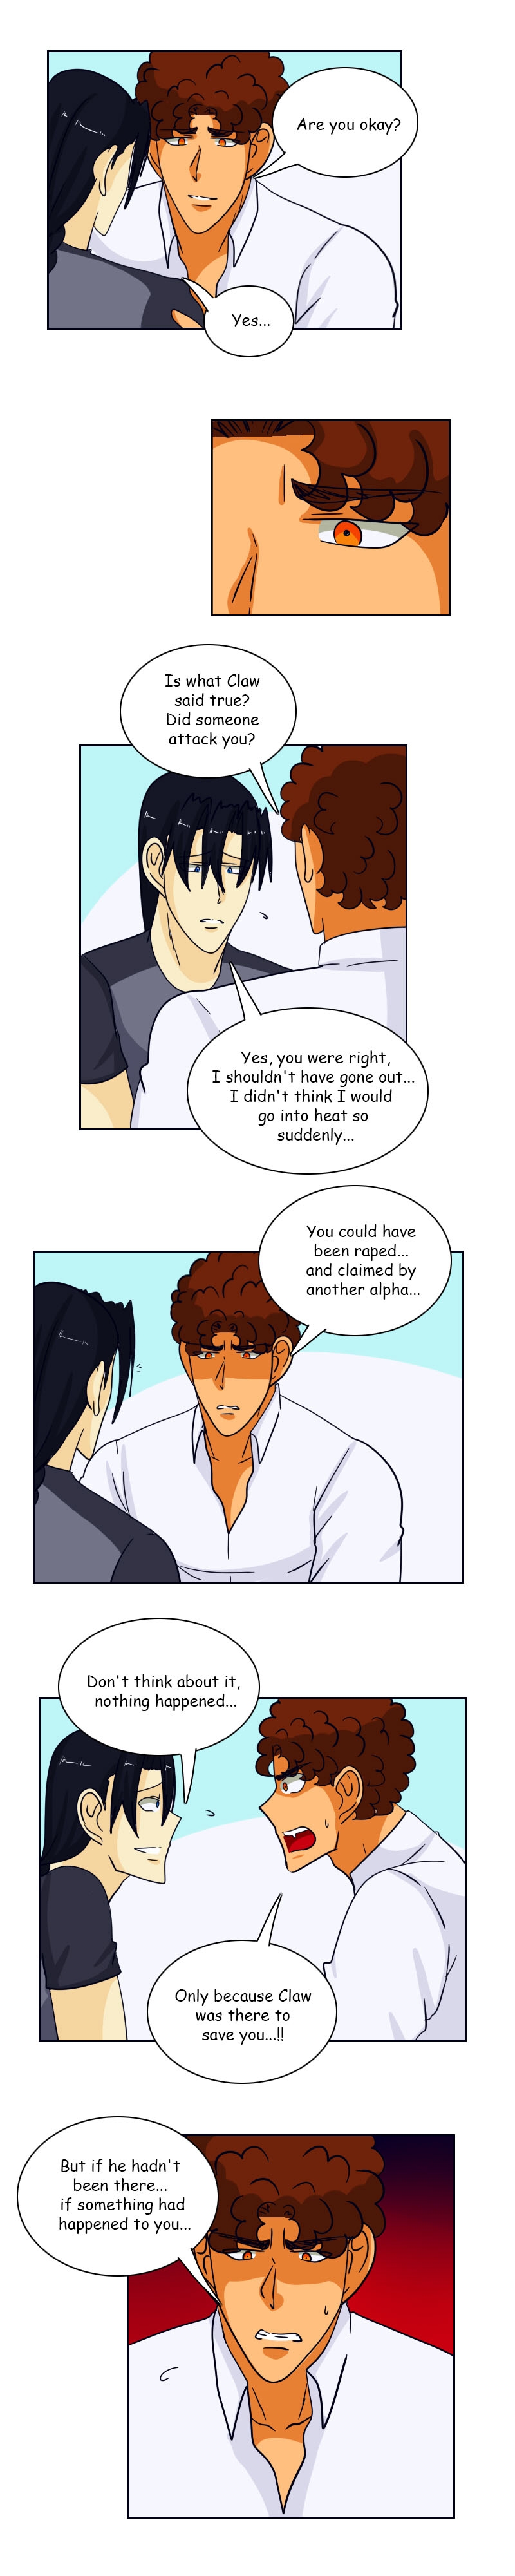 Are you okay?
Yes...
Is what Claw
said true?
Did someone
attack you?
Yes, you were right,
I shouldn't have gone out...
I didn't think I would
go into heat so
suddenly...
You could have
been raped...
and claimed by
another alpha...
Don't think about it,
nothing happened...
Only because Claw
was there to
save you...!!
But if he hadn't
been there...
if something had
happened to you...